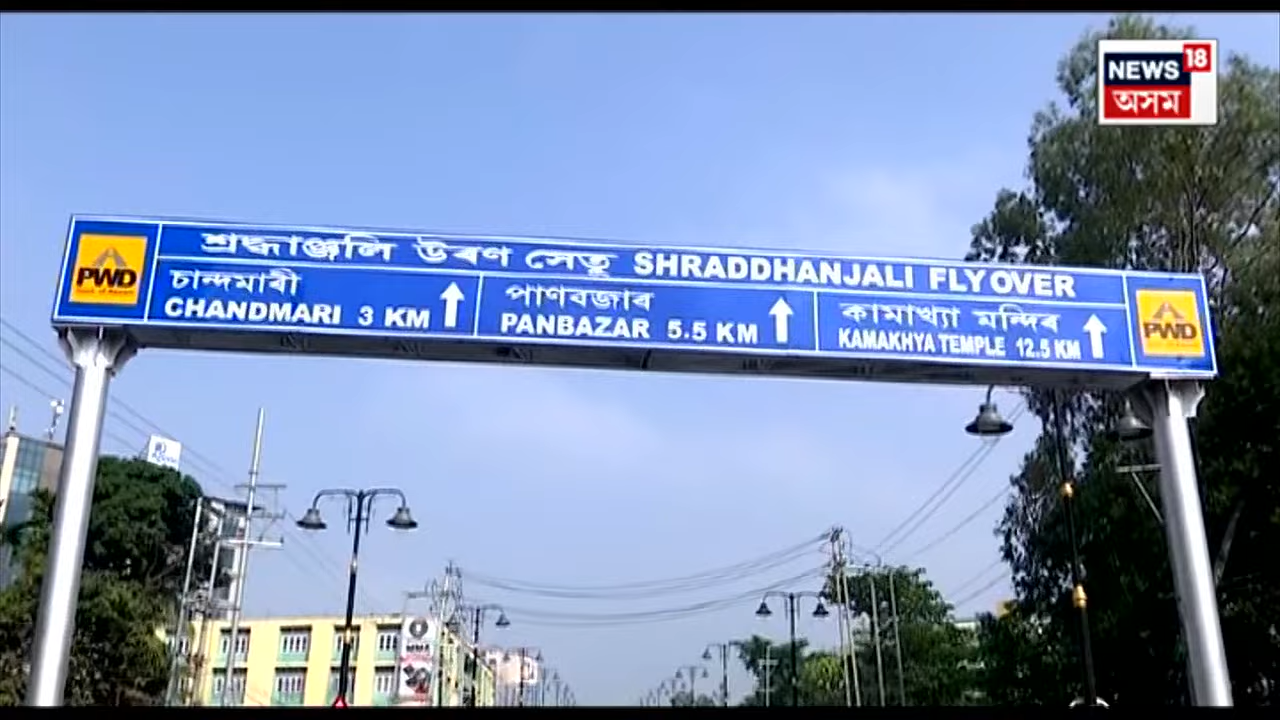 NEWS 18
অসম
শ্ৰদ্ধাঞ্জলি উৰণ সেতু SHRADDHANJALI FLYOVER
PWD
চান্দমাৰী
CHANDMARI 3 KM
পাণবজাৰ
PANBAZAR 5.5 KM
কামাখ্যা মন্দিৰ
KAMAKHYA TEMPLE 12.5 KM
PWD